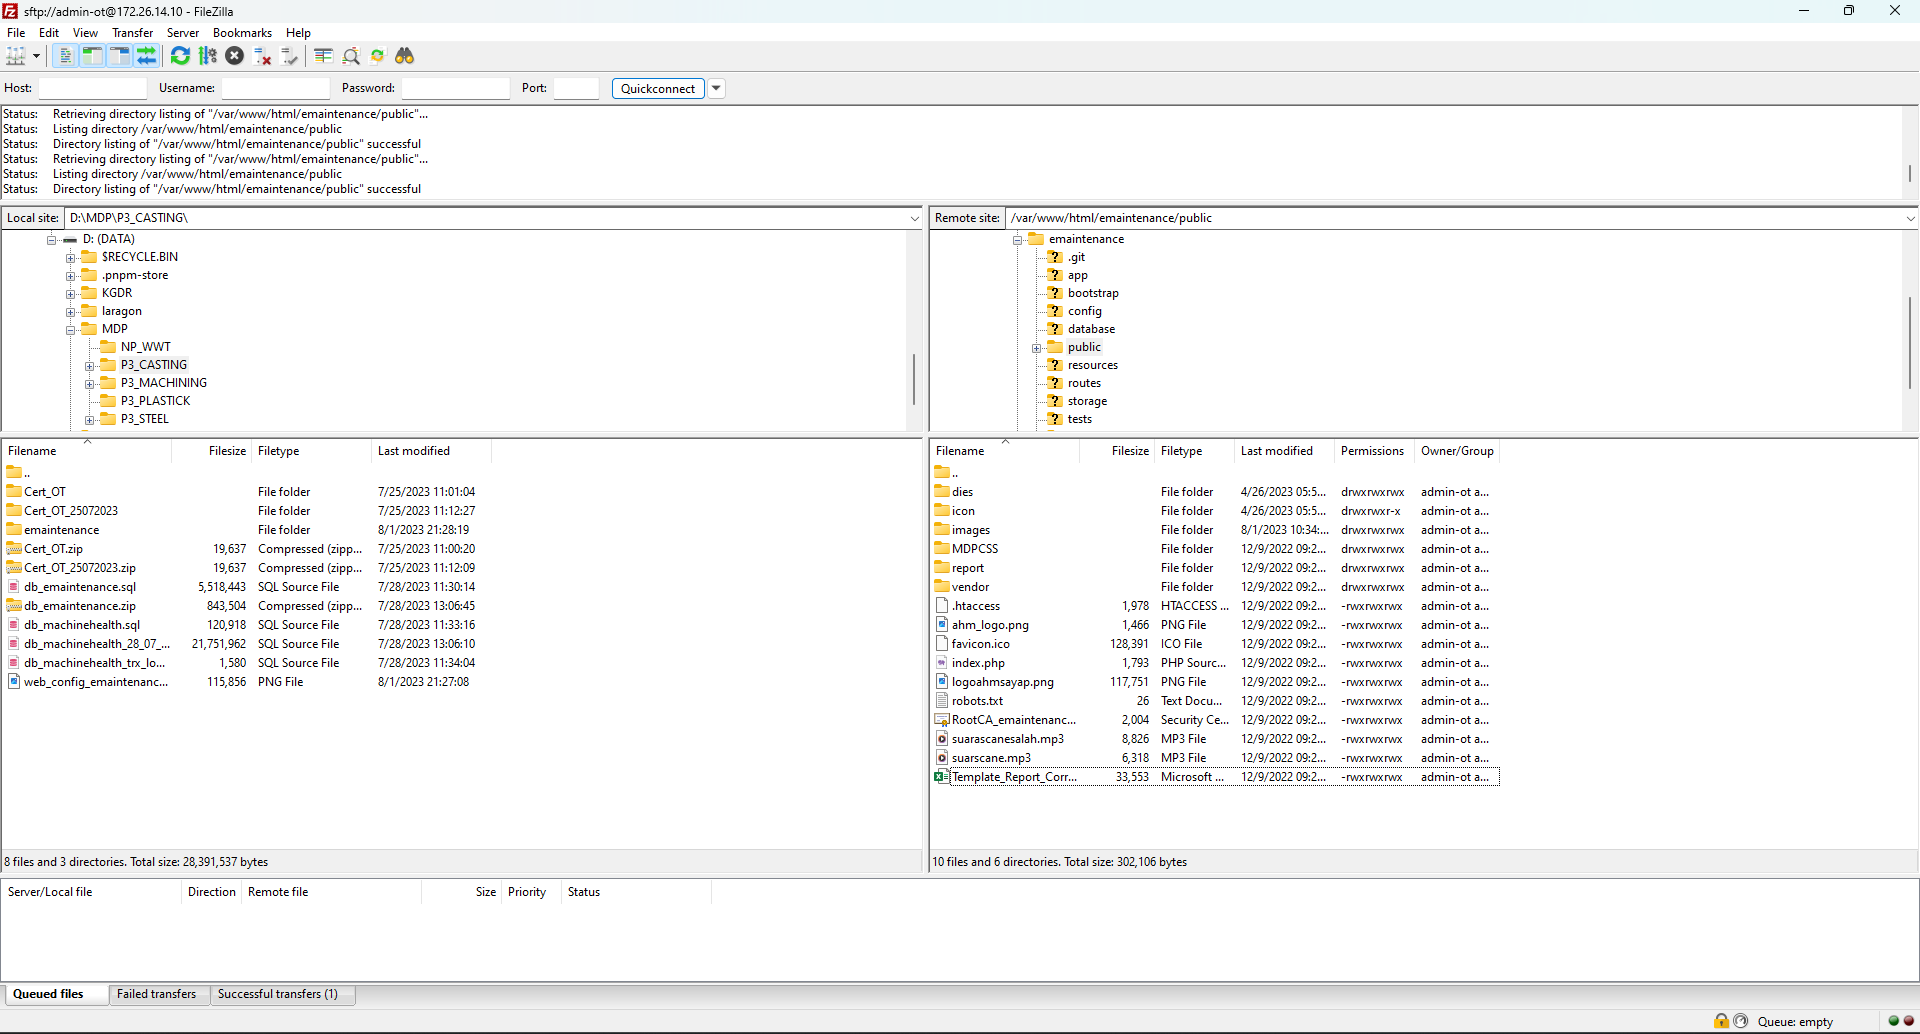 sftp://admin-ot@172.26.14.10 - FileZilla
File Edit View Transfer Server Bookmarks Help
Host: Username: Password: Port: Quickconnect
Status: Retrieving directory listing of "/var/www/html/emaintenance/public"...
Status: Listing directory /var/www/html/emaintenance/public
Status: Directory listing of "/var/www/html/emaintenance/public" successful
Status: Retrieving directory listing of "/var/www/html/emaintenance/public"...
Status: Listing directory /var/www/html/emaintenance/public
Status: Directory listing of "/var/www/html/emaintenance/public" successful
Local site: D:\MDP\P3_CASTING\
D: (DATA)
$RECYCLE.BIN
.pnpm-store
KGDR
laragon
MDP
NP_WWT
P3_CASTING
P3_MACHINING
P3_PLASTICK
P3_STEEL
Remote site: /var/www/html/emaintenance/public
emaintenance
.git
app
bootstrap
config
database
public
resources
routes
storage
tests
Filename Filesize Filetype Last modified
..
Cert_OT File folder 7/25/2023 11:01:04
Cert_OT_25072023 File folder 7/25/2023 11:12:27
emaintenance File folder 8/1/2023 21:28:19
Cert_OT.zip 19,637 Compressed (zipp... 7/25/2023 11:00:20
Cert_OT_25072023.zip 19,637 Compressed (zipp... 7/25/2023 11:12:09
db_emaintenance.sql 5,518,443 SQL Source File 7/28/2023 11:30:14
db_emaintenance.zip 843,504 Compressed (zipp... 7/28/2023 13:06:45
db_machinehealth.sql 120,918 SQL Source File 7/28/2023 11:33:16
db_machinehealth_28_07_... 21,751,962 SQL Source File 7/28/2023 13:06:10
db_machinehealth_trx_lo... 1,580 SQL Source File 7/28/2023 11:34:04
web_config_emaintenanc... 115,856 PNG File 8/1/2023 21:27:08
8 files and 3 directories. Total size: 28,391,537 bytes
Filename Filesize Filetype Last modified Permissions Owner/Group
..
dies File folder 4/26/2023 05:5... drwxrwxrwx admin-ot a...
icon File folder 4/26/2023 05:5... drwxrwxr-x admin-ot a...
images File folder 8/1/2023 10:34:... drwxrwxrwx admin-ot a...
MDPCSS File folder 12/9/2022 09:2... drwxrwxrwx admin-ot a...
report File folder 12/9/2022 09:2... drwxrwxrwx admin-ot a...
vendor File folder 12/9/2022 09:2... drwxrwxrwx admin-ot a...
.htaccess 1,978 HTACCESS ... 12/9/2022 09:2... -rwxrwxrwx admin-ot a...
ahm_logo.png 1,466 PNG File 12/9/2022 09:2... -rwxrwxrwx admin-ot a...
favicon.ico 128,391 ICO File 12/9/2022 09:2... -rwxrwxrwx admin-ot a...
index.php 1,793 PHP Sourc... 12/9/2022 09:2... -rwxrwxrwx admin-ot a...
logoahmsayap.png 117,751 PNG File 12/9/2022 09:2... -rwxrwxrwx admin-ot a...
robots.txt 26 Text Docu... 12/9/2022 09:2... -rwxrwxrwx admin-ot a...
RootCA_emaintenanc... 2,004 Security Ce... 12/9/2022 09:2... -rwxrwxrwx admin-ot a...
suarascanesalah.mp3 8,826 MP3 File 12/9/2022 09:2... -rwxrwxrwx admin-ot a...
suarscane.mp3 6,318 MP3 File 12/9/2022 09:2... -rwxrwxrwx admin-ot a...
Template_Report_Corr... 33,553 Microsoft ... 12/9/2022 09:2... -rwxrwxrwx admin-ot a...
10 files and 6 directories. Total size: 302,106 bytes
Server/Local file Direction Remote file Size Priority Status
Queued files Failed transfers Successful transfers (1)
Queue: empty